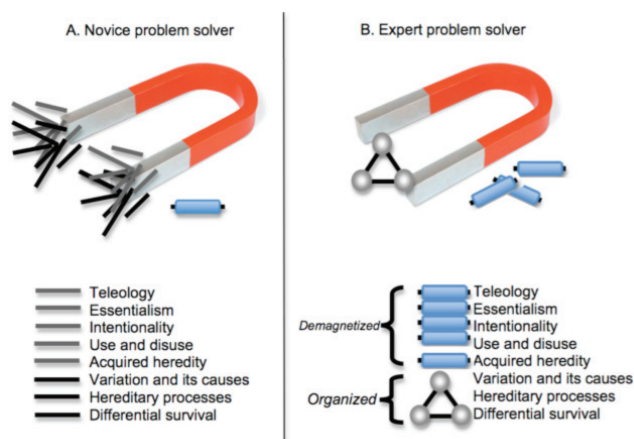 A. Novice problem solver
Teleology
Essentialism
Intentionality
Use and disuse
Acquired heredity
Variation and its causes
Hereditary processes
Differential survival
B. Expert problem solver
Demagnetized
Teleology
Essentialism
Intentionality
Use and disuse
Acquired heredity
Organized
Variation and its causes
Hereditary processes
Differential survival